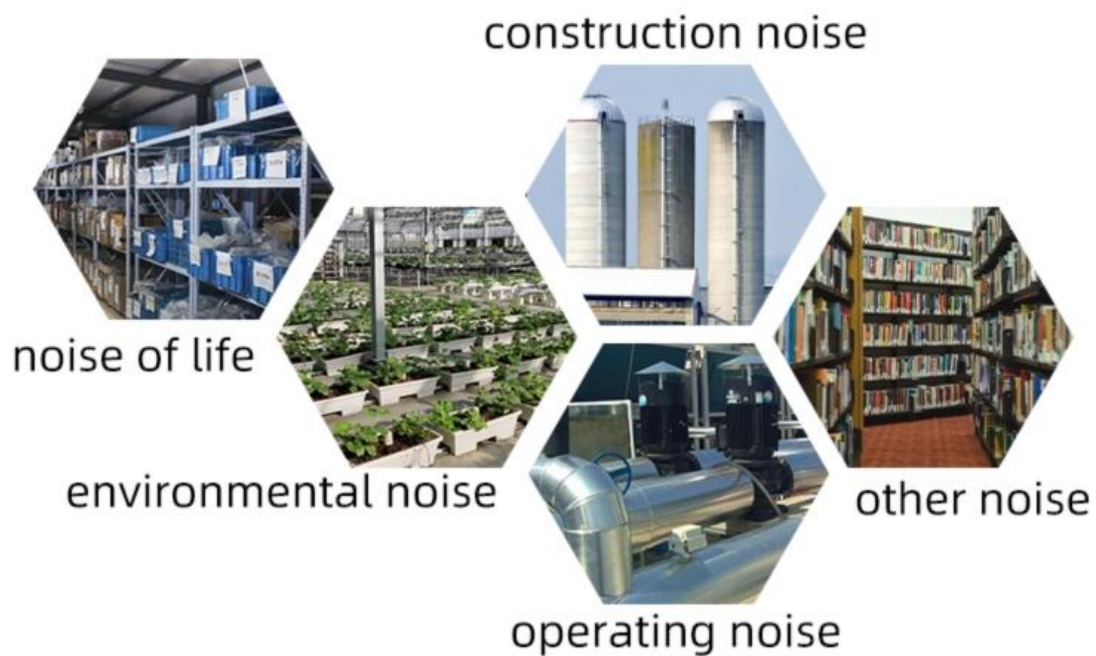 construction noise
noise of life
environmental noise
other noise
operating noise